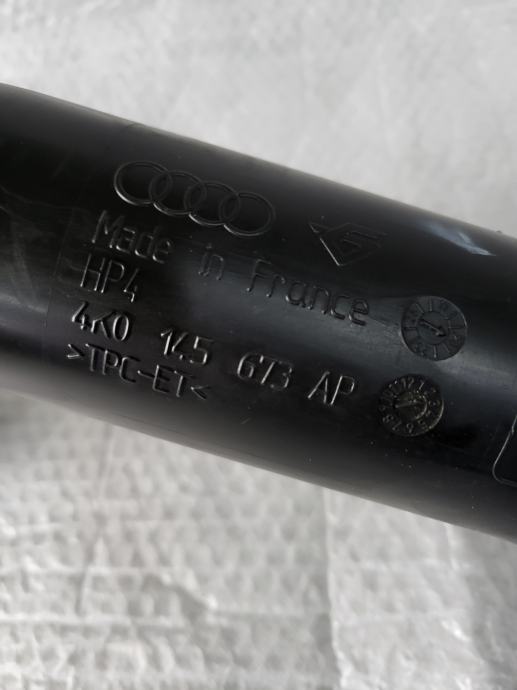 Made in France
HP4
4K0 145 673 AP
>TPC-ET<